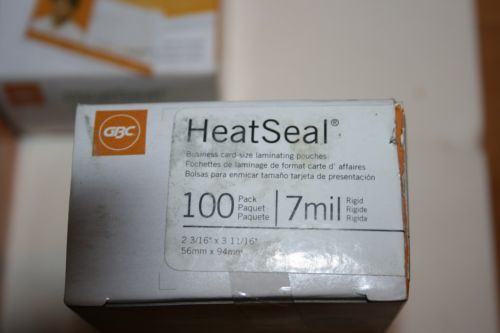 GBC
HeatSeal®
Business card-size laminating pouches
Pochettes de laminage de format carte d' affaires
Bolsas para enmicar tamaño tarjeta de presentación
100 Pack Paquet Paquete 7mil Rigid Rigide Rígida
2 3/16" x 3 11/16"
56mm x 94mm